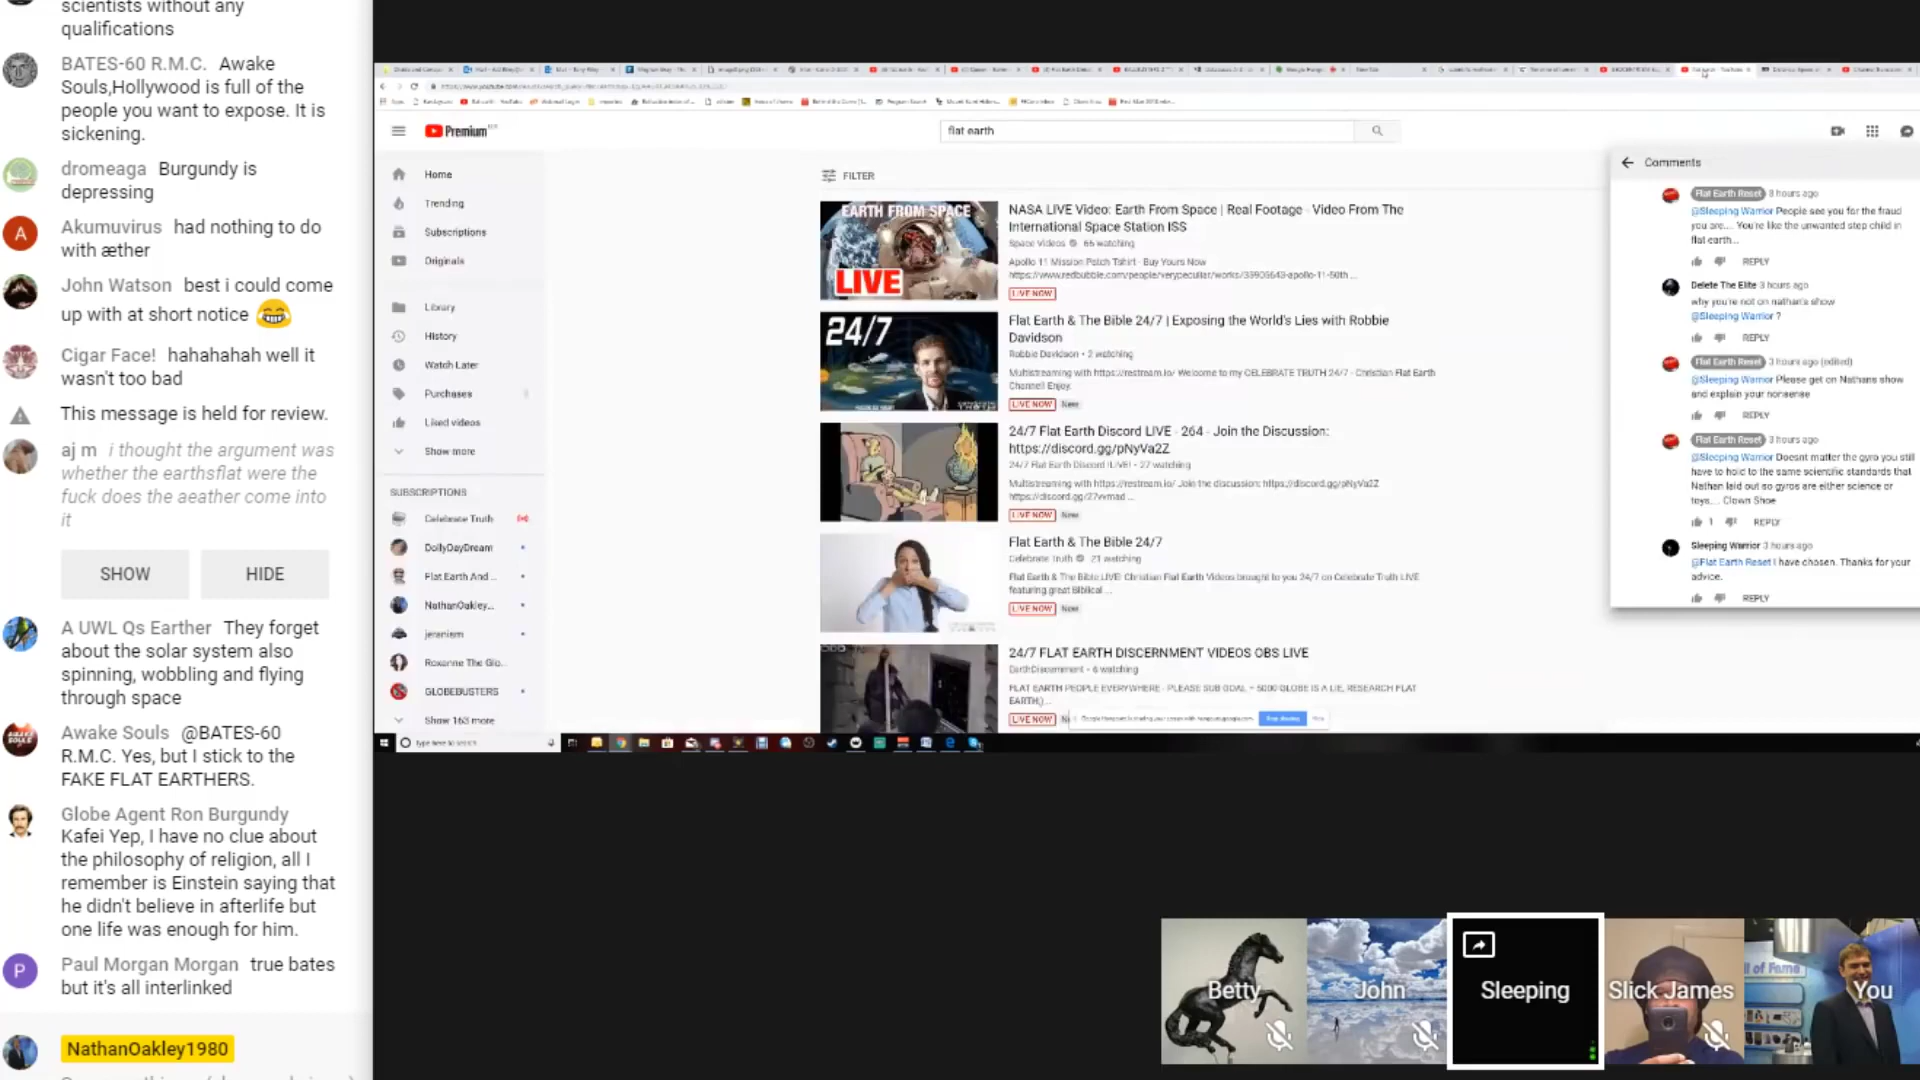 scientists without any
qualifications
BATES-60 R.M.C. Awake
Souls,Hollywood is full of the
people you want to expose. It is
sickening.
dromeaga Burgundy is
depressing
Akumuvirus had nothing to do
with æther
John Watson best i could come
up with at short notice 😂
Cigar Face! hahahahah well it
wasn't too bad
This message is held for review.
aj m i thought the argument was
whether the earthsflat were the
fuck does the aeather come into
it
SHOW HIDE
A UWL Qs Earther They forget
about the solar system also
spinning, wobbling and flying
through space
Awake Souls @BATES-60
R.M.C. Yes, but I stick to the
FAKE FLAT EARTHERS.
Globe Agent Ron Burgundy
Kafei Yep, I have no clue about
the philosophy of religion, all I
remember is Einstein saying that
he didn't believe in afterlife but
one life was enough for him.
Paul Morgan Morgan true bates
but it's all interlinked
NathanOakley1980
Premium
flat earth
Home
Trending
Subscriptions
Originals
Library
History
Watch Later
Purchases
Liked videos
Show more
SUBSCRIPTIONS
Celebrate Truth
DollyDayDream
Flat Earth And ...
NathanOakley...
jeranism
Roxanne The Glo...
GLOBEBUSTERS
Show 163 more
Type here to search
FILTER
EARTH FROM SPACE
LIVE
NASA LIVE Video: Earth From Space | Real Footage - Video From The
International Space Station ISS
Space Videos 66 watching
Apollo 11 Mission Patch Tshirt - Buy Yours Now
LIVE NOW
24/7
Flat Earth & The Bible 24/7 | Exposing the World's Lies with Robbie
Davidson
Robbie Davidson • 2 watching
Multistreaming with https://restream.io/ Welcome to my CELEBRATE TRUTH 24/7 - Christian Flat Earth
Channel! Enjoy.
LIVE NOW New
24/7 Flat Earth Discord LIVE - 264 - Join the Discussion:
https://discord.gg/pNyVa2Z
24/7 Flat Earth Discord !LIVE! • 27 watching
Multistreaming with https://restream.io/ Join the discussion: https://discord.gg/pNyVa2Z
LIVE NOW New
Flat Earth & The Bible 24/7
Celebrate Truth 21 watching
Flat Earth & The Bible LIVE! Christian Flat Earth Videos brought to you 24/7 on Celebrate Truth LIVE
featuring great Biblical ...
LIVE NOW New
24/7 FLAT EARTH DISCERNMENT VIDEOS OBS LIVE
EarthDiscernment • 6 watching
FLAT EARTH PEOPLE EVERYWHERE - PLEASE SUB GOAL = 5000 GLOBE IS A LIE, RESEARCH FLAT
EARTH,)...
LIVE NOW
Stop sharing Hide
Comments
Flat Earth Reset 8 hours ago
@Sleeping Warrior People see you for the fraud
you are.... You're like the unwanted step child in
flat earth...
REPLY
Delete The Elite 3 hours ago
why you're not on nathan's show
@Sleeping Warrior ?
REPLY
Flat Earth Reset 3 hours ago (edited)
@Sleeping Warrior Please get on Nathans show
and explain your nonsense
REPLY
Flat Earth Reset 3 hours ago
@Sleeping Warrior Doesnt matter the gyro you still
have to hold to the same scientific standards that
Nathan laid out so gyros are either science or
toys.... Clown Shoe
1 REPLY
Sleeping Warrior 3 hours ago
@Flat Earth Reset I have chosen. Thanks for your
advice.
REPLY
Betty
John
Sleeping
Slick James
You